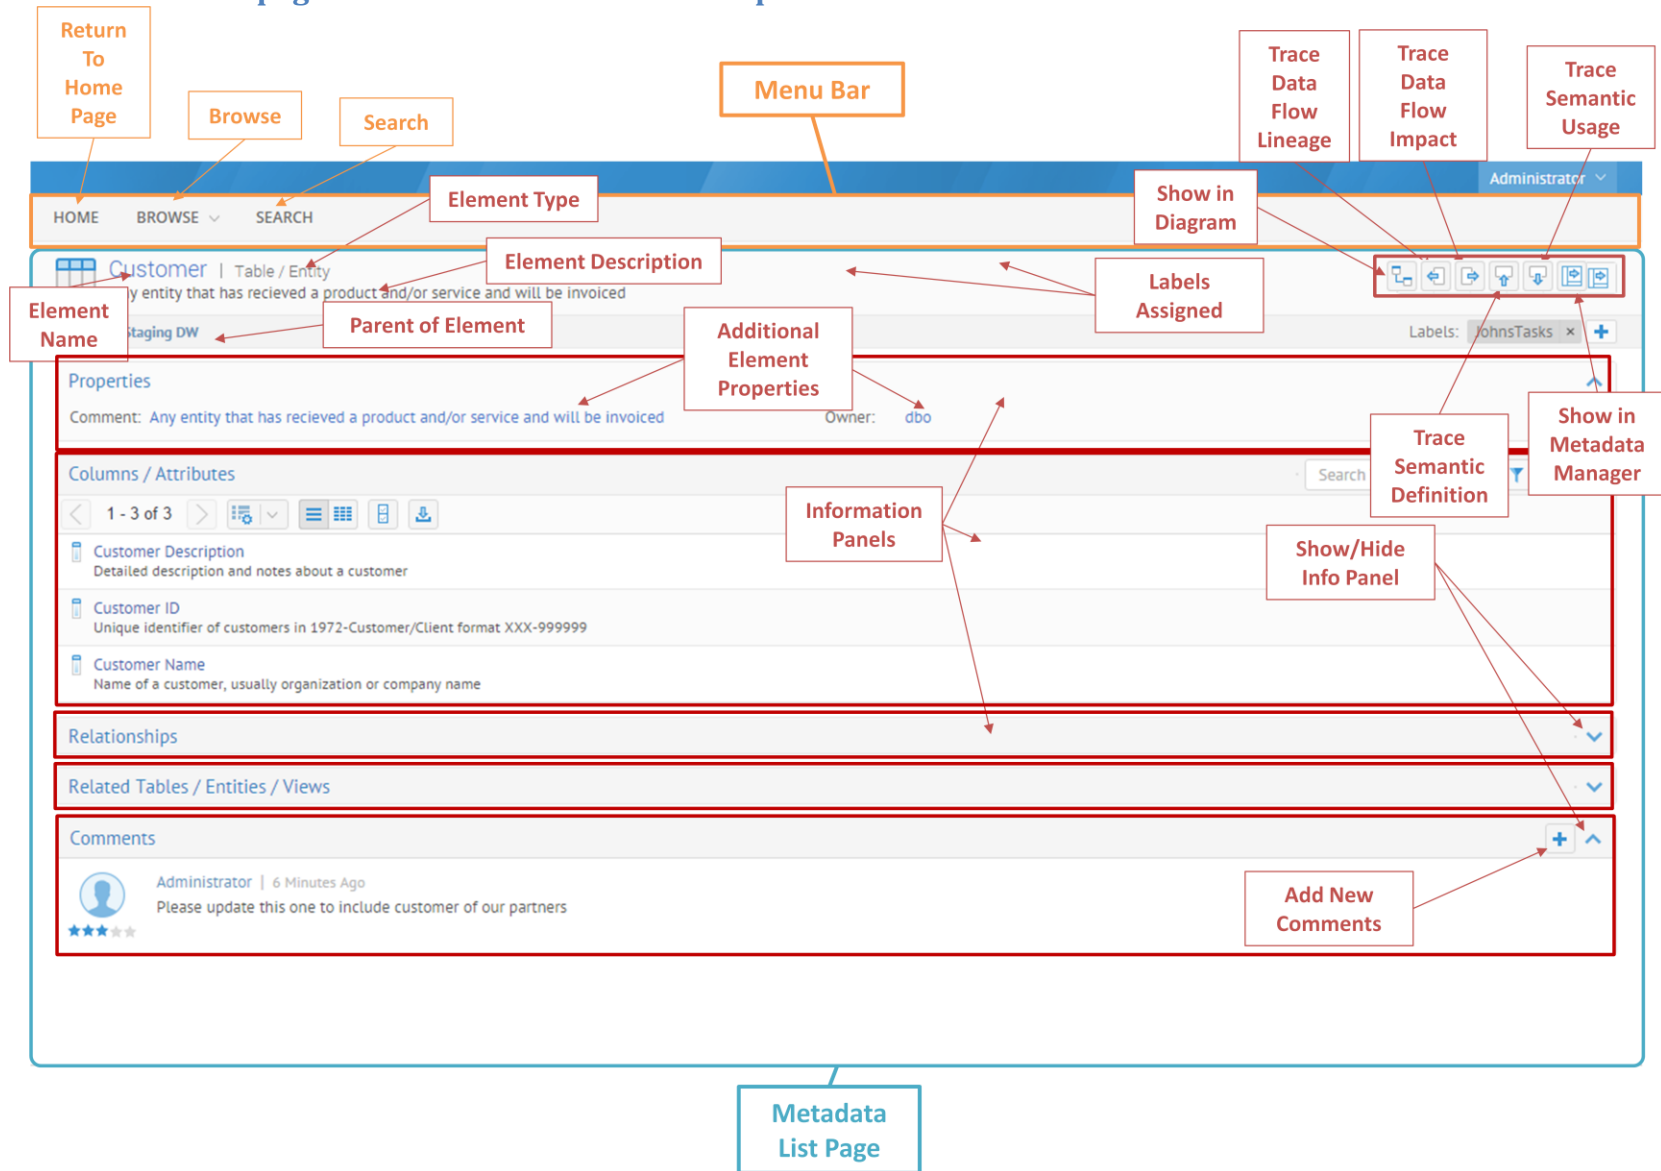 Return
To
Home
Page
Browse
Search
Menu Bar
Trace
Data
Flow
Lineage
Trace
Data
Flow
Impact
Trace
Semantic
Usage
Administrator
Element Type
Show in
Diagram
HOME BROWSE SEARCH
Customer | Table / Entity
Element Description
Labels
Assigned
y entity that has recieved a product and/or service and will be invoiced
Element
Name
Staging DW
Parent of Element
Additional
Element
Properties
Labels: JohnsTasks ×
Properties
Comment: Any entity that has recieved a product and/or service and will be invoiced Owner: dbo
Trace
Semantic
Definition
Show in
Metadata
Manager
Columns / Attributes
Search
1 - 3 of 3
Information
Panels
Show/Hide
Info Panel
Customer Description
Detailed description and notes about a customer
Customer ID
Unique identifier of customers in 1972-Customer/Client format XXX-999999
Customer Name
Name of a customer, usually organization or company name
Relationships
Related Tables / Entities / Views
Comments
Administrator | 6 Minutes Ago
Please update this one to include customer of our partners
Add New
Comments
Metadata
List Page